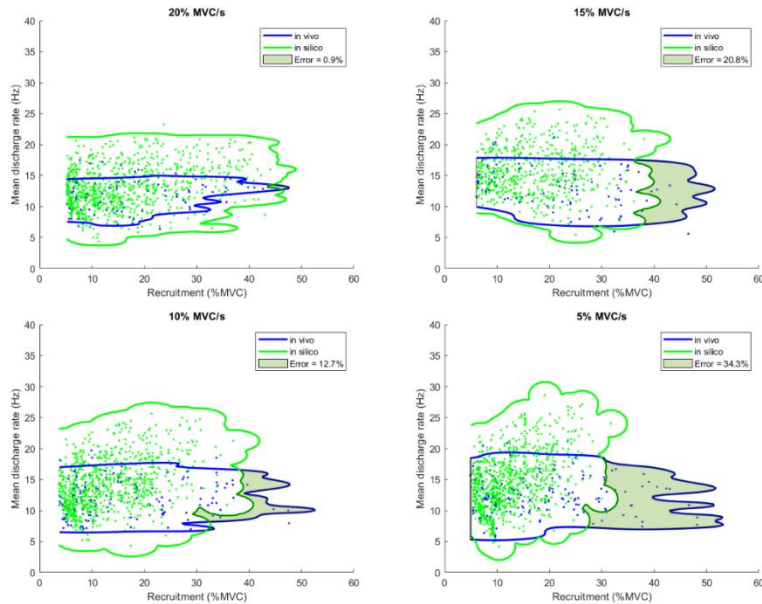 20% MVC/s
Mean discharge rate (Hz)
40
35
30
25
20
15
10
5
0
in vivo
in silico
Error = 0.9%
0 10 20 30 40 50 60
Recruitment (%MVC)
15% MVC/s
Mean discharge rate (Hz)
40
35
30
25
20
15
10
5
0
in vivo
in silico
Error = 20.8%
0 10 20 30 40 50 60
Recruitment (%MVC)
10% MVC/s
Mean discharge rate (Hz)
40
35
30
25
20
15
10
5
0
in vivo
in silico
Error = 12.7%
0 10 20 30 40 50 60
Recruitment (%MVC)
5% MVC/s
Mean discharge rate (Hz)
40
35
30
25
20
15
10
5
0
in vivo
in silico
Error = 34.3%
0 10 20 30 40 50 60
Recruitment (%MVC)